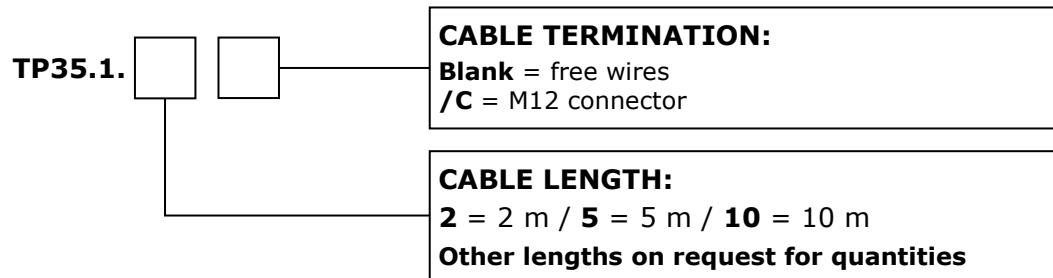 TP35.1.
CABLE TERMINATION:
Blank = free wires
/C = M12 connector
CABLE LENGTH:
2 = 2 m / 5 = 5 m / 10 = 10 m
Other lengths on request for quantities